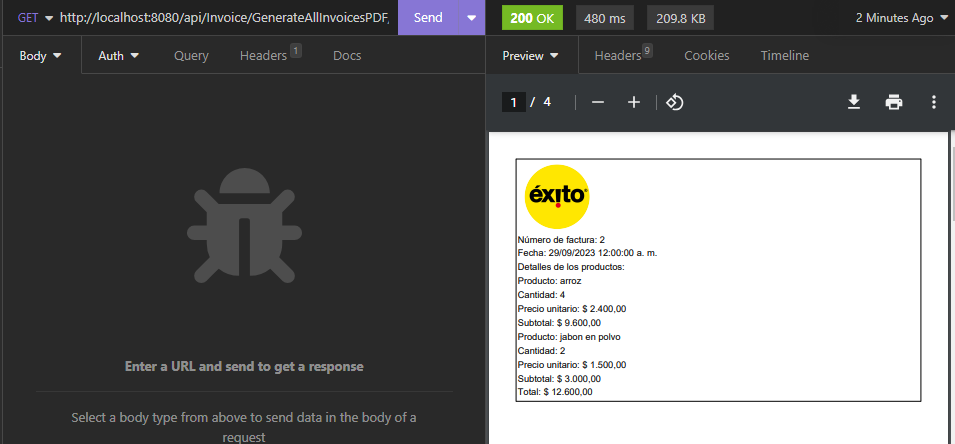 GET http://localhost:8080/api/Invoice/GenerateAllInvoicesPDF, Send
200 OK 480 ms 209.8 KB 2 Minutes Ago
Body Auth Query Headers 1 Docs
Preview Headers 9 Cookies Timeline
1 / 4
éxito
Número de factura: 2
Fecha: 29/09/2023 12:00:00 a. m.
Detalles de los productos:
Producto: arroz
Cantidad: 4
Precio unitario: $ 2.400,00
Subtotal: $ 9.600,00
Producto: jabon en polvo
Cantidad: 2
Precio unitario: $ 1.500,00
Subtotal: $ 3.000,00
Total: $ 12.600,00
Enter a URL and send to get a response
Select a body type from above to send data in the body of a
request